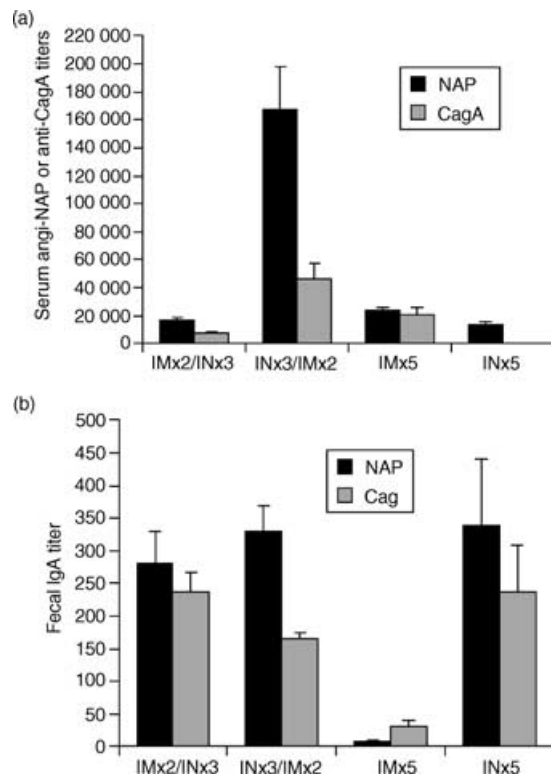 (a)
220 000
200 000
180 000
160 000
140 000
120 000
100 000
80 000
60 000
40 000
20 000
0
Serum angi-NAP or anti-CagA titers
NAP
CagA
IMx2/INx3 INx3/IMx2 IMx5 INx5
(b)
500
450
400
350
300
250
200
150
100
50
0
Fecal IgA titer
NAP
Cag
IMx2/INx3 INx3/IMx2 IMx5 INx5